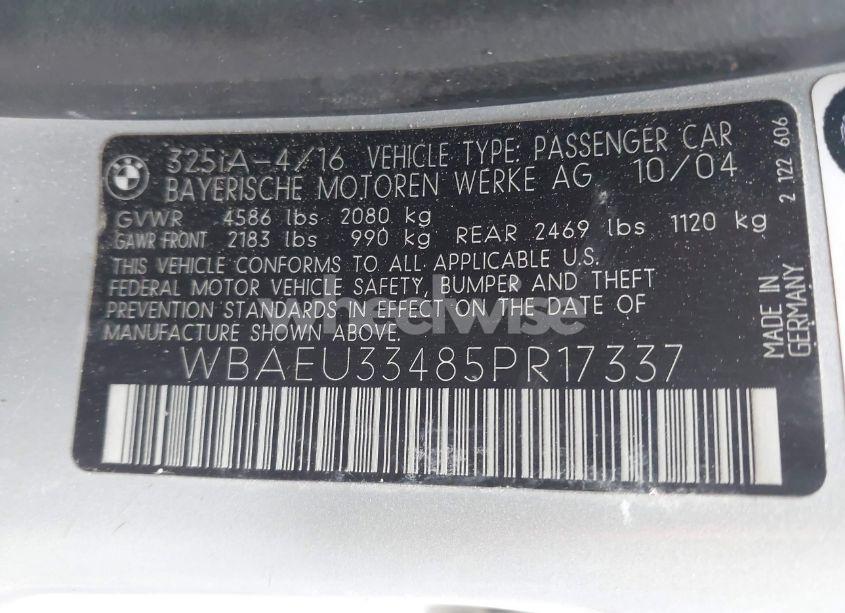 BMW
325iA-4/16 VEHICLE TYPE: PASSENGER CAR
BAYERISCHE MOTOREN WERKE AG 10/04
GVWR 4586 lbs 2080 kg
GAWR FRONT 2183 lbs 990 kg REAR 2469 lbs 1120 kg
THIS VEHICLE CONFORMS TO ALL APPLICABLE U.S.
FEDERAL MOTOR VEHICLE SAFETY, BUMPER AND THEFT
PREVENTION STANDARDS IN EFFECT ON THE DATE OF
MANUFACTURE SHOWN ABOVE.
WBAEU33485PR17337
MADE IN
GERMANY
2 122 606
wheelwise